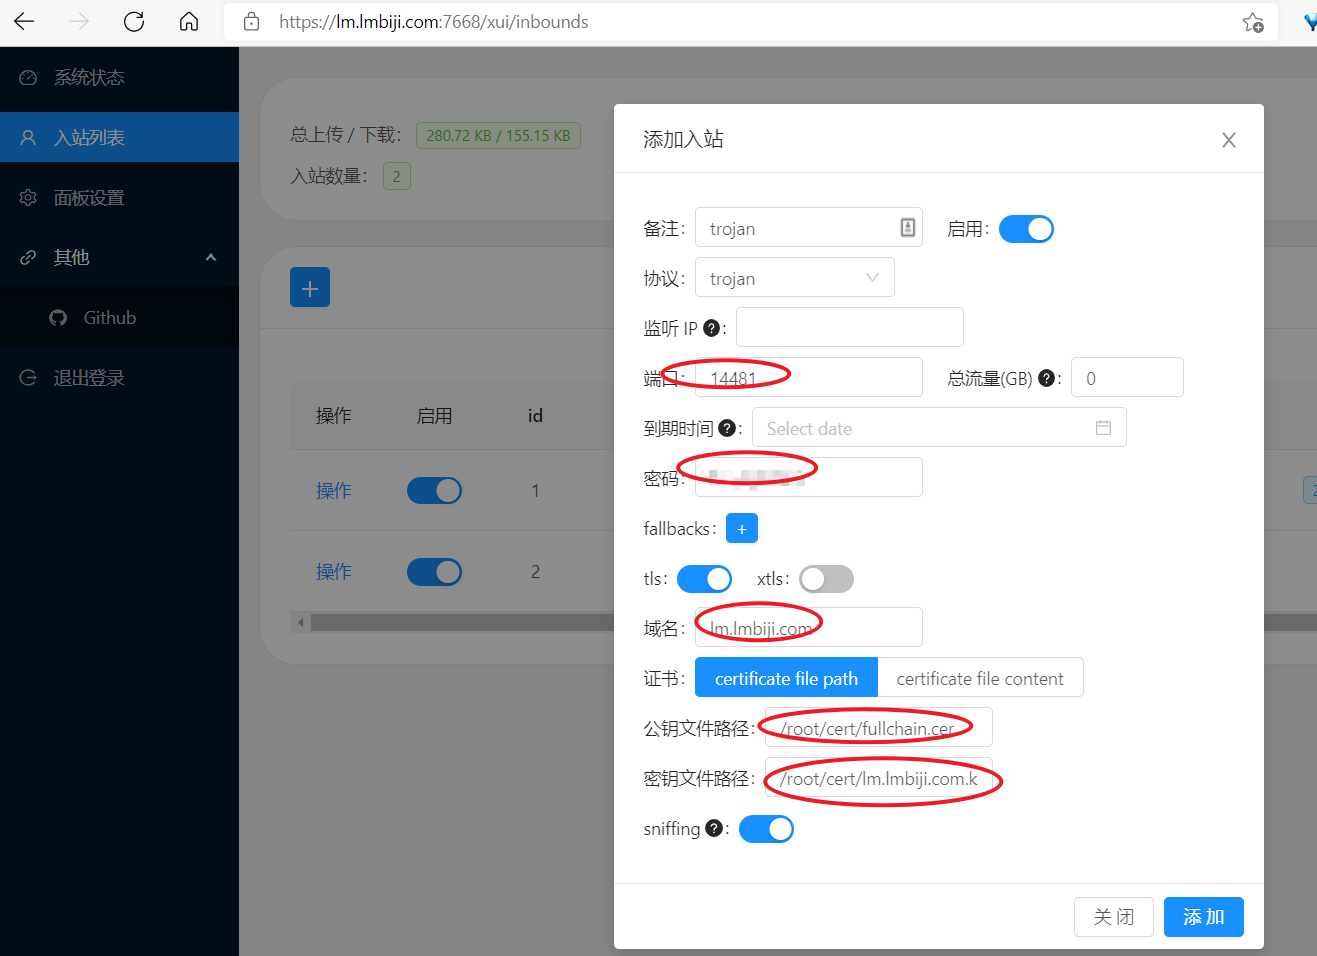 https://lm.lmbiji.com:7668/xui/inbounds
系统状态
入站列表
面板设置
其他
Github
退出登录
总上传 / 下载: 280.72 KB / 155.15 KB
入站数量: 2
+
操作 启用 id
操作 1
操作 2
添加入站
备注: trojan 启用:
协议: trojan
监听 IP ? :
端口: 14481 总流量(GB) ? : 0
到期时间 ? : Select date
密码:
fallbacks: +
tls: xtls:
域名: lm.lmbiji.com
证书: certificate file path certificate file content
公钥文件路径: /root/cert/fullchain.cer
密钥文件路径: /root/cert/lm.lmbiji.com.k
sniffing ? :
关 闭 添 加